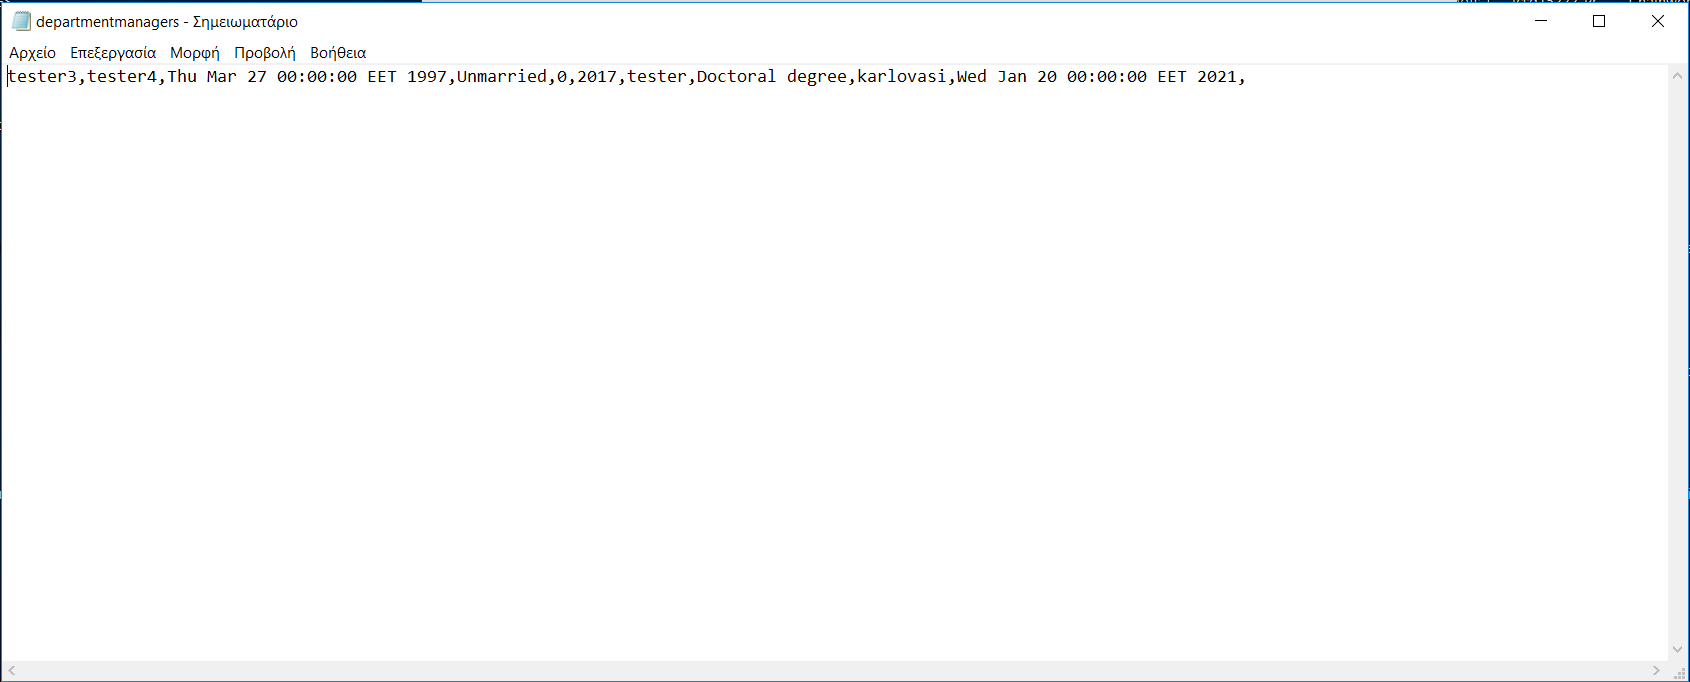 departmentmanagers - Σημειωματάριο
Αρχείο Επεξεργασία Μορφή Προβολή Βοήθεια
tester3,tester4,Thu Mar 27 00:00:00 EET 1997,Unmarried,0,2017,tester,Doctoral degree,karlovasi,Wed Jan 20 00:00:00 EET 2021,